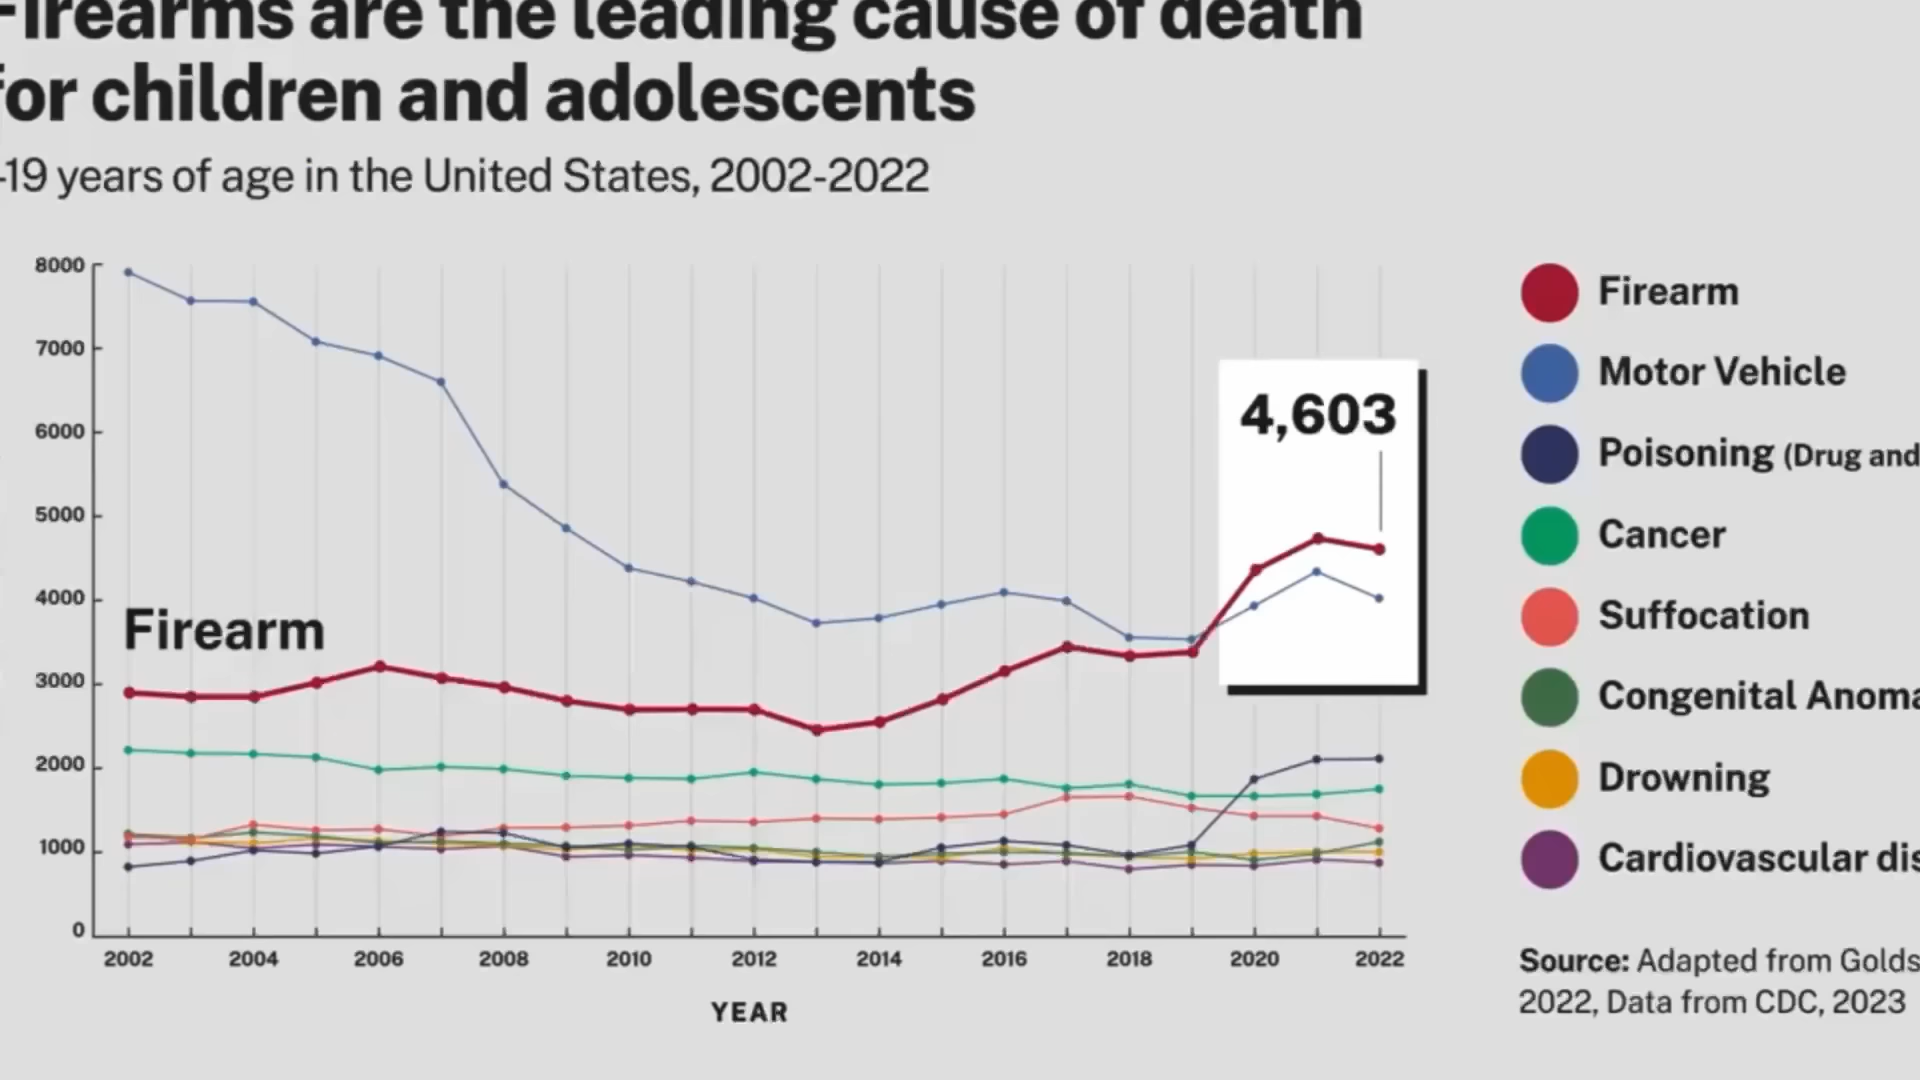 Firearms are the leading cause of death
for children and adolescents
-19 years of age in the United States, 2002-2022
8000
7000
6000
5000
4000
3000
2000
1000
0
Firearm
4,603
2002 2004 2006 2008 2010 2012 2014 2016 2018 2020 2022
YEAR
Firearm
Motor Vehicle
Poisoning (Drug and
Cancer
Suffocation
Congenital Anoma
Drowning
Cardiovascular dis
Source: Adapted from Golds
2022, Data from CDC, 2023